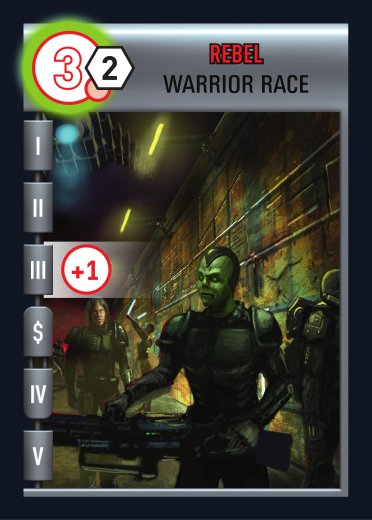 3
2
REBEL
WARRIOR RACE
I
II
III
+1
$
IV
V